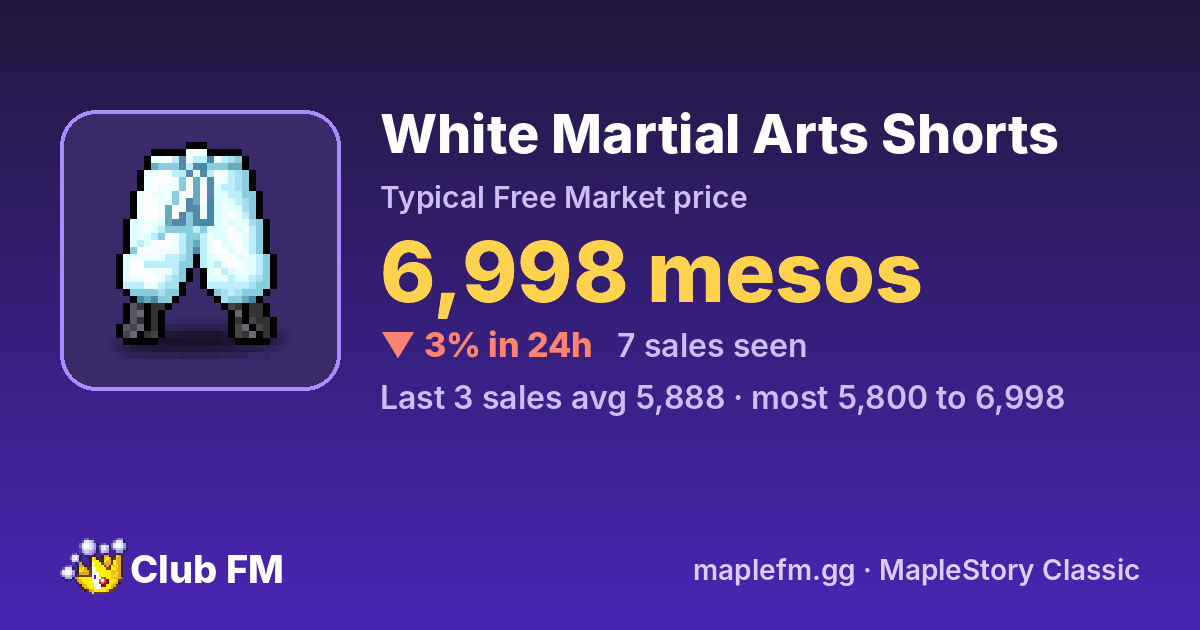 White Martial Arts Shorts
Typical Free Market price
6,998 mesos
▼ 3% in 24h 7 sales seen
Last 3 sales avg 5,888 · most 5,800 to 6,998
Club FM
maplefm.gg · MapleStory Classic